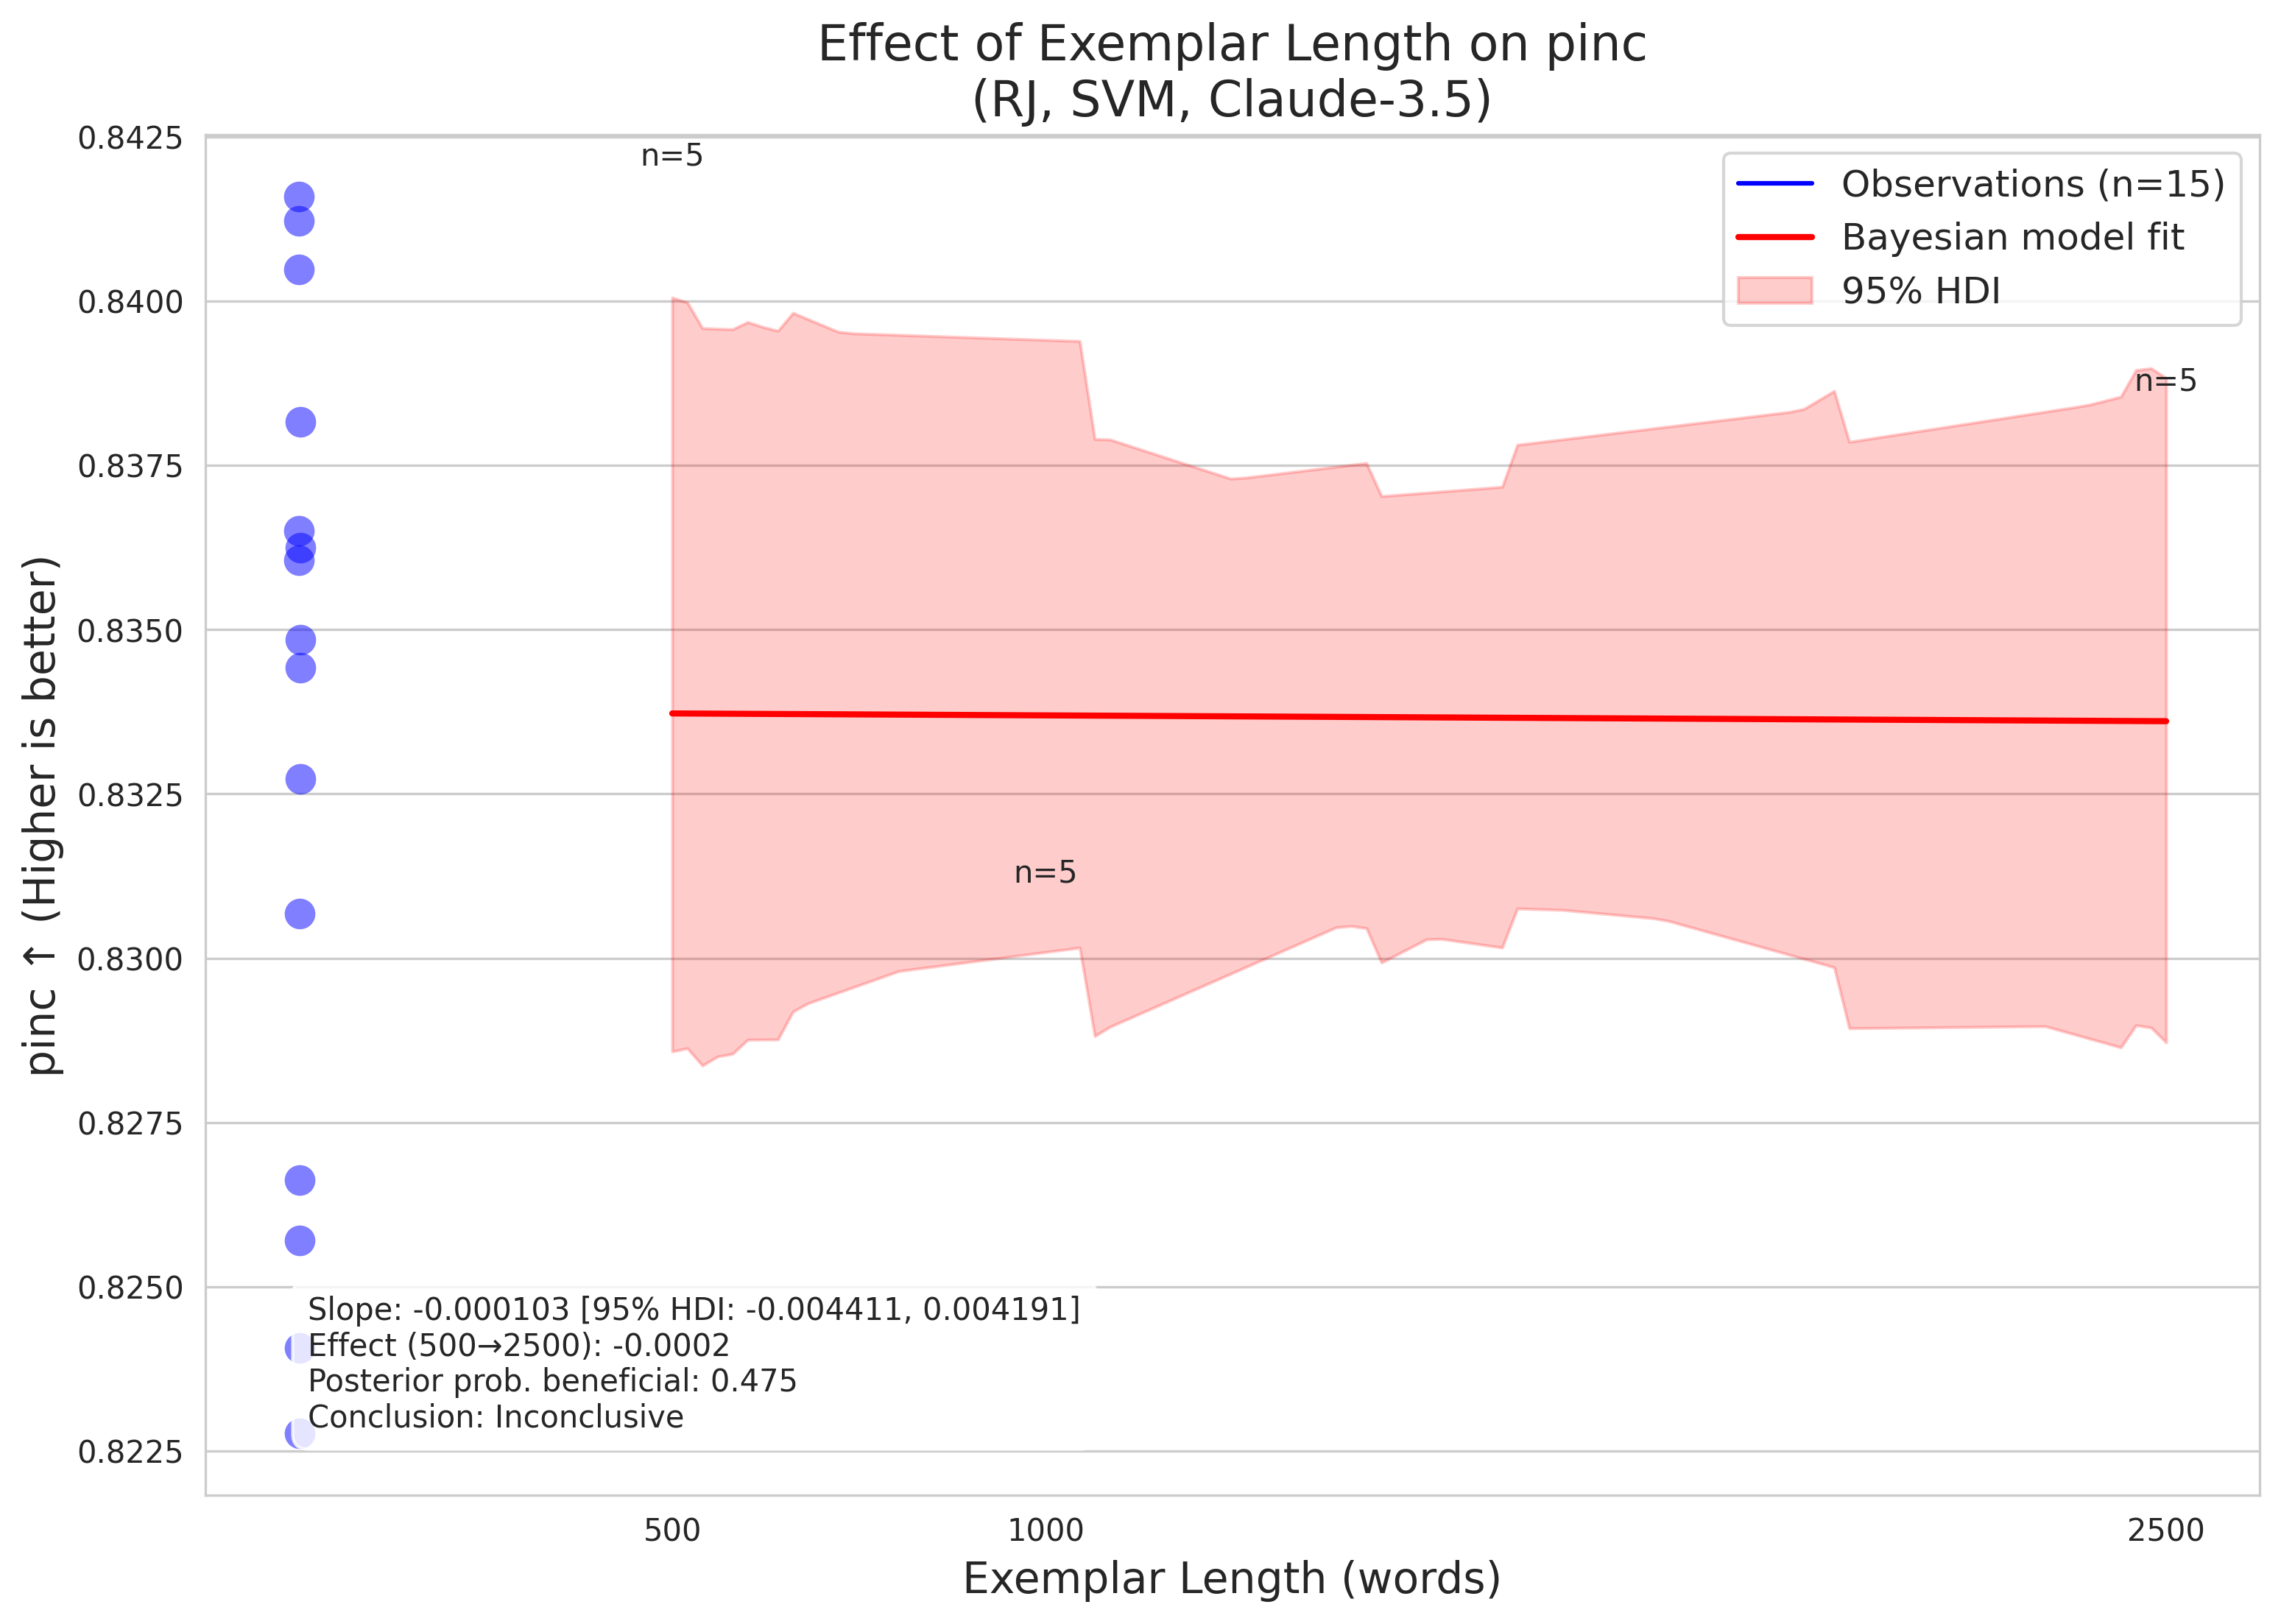 Effect of Exemplar Length on pinc
(RJ, SVM, Claude-3.5)
0.8425
0.8400
0.8375
0.8350
0.8325
0.8300
0.8275
0.8250
0.8225
pinc ↑ (Higher is better)
n=5
n=5
n=5
Observations (n=15)
Bayesian model fit
95% HDI
Slope: -0.000103 [95% HDI: -0.004411, 0.004191]
Effect (500→2500): -0.0002
Posterior prob. beneficial: 0.475
Conclusion: Inconclusive
500
1000
2500
Exemplar Length (words)